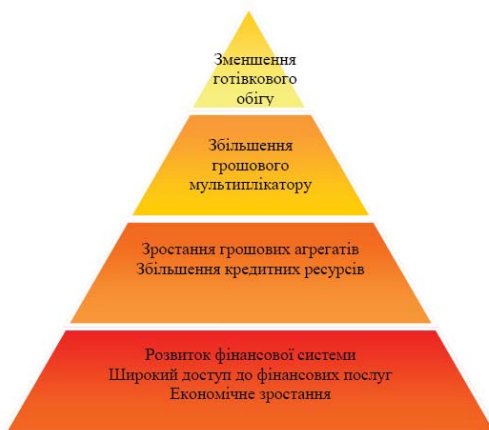 Зменшення
готівкового
обігу
Збільшення
грошового
мультиплікатору
Зростання грошових агрегатів
Збільшення кредитних ресурсів
Розвиток фінансової системи
Широкий доступ до фінансових послуг
Економічне зростання